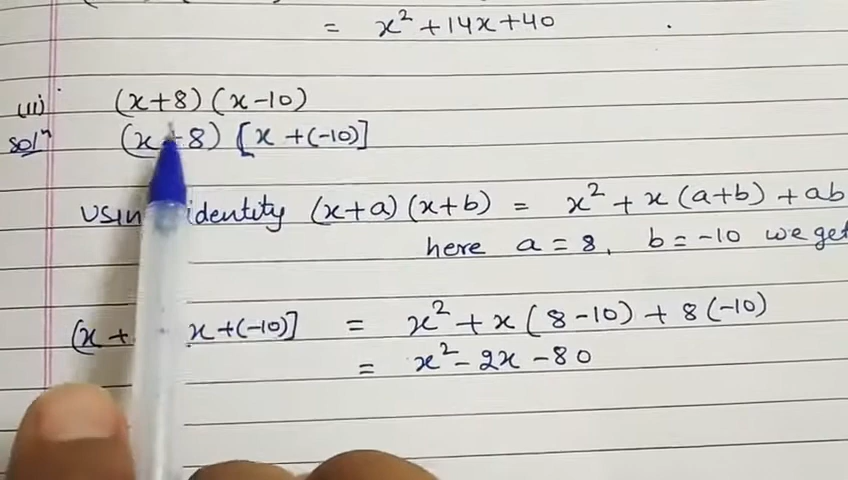 = x² + 14x + 40
(ii) (x+8) (x-10)
Solⁿ (x+8) [x + (-10)]
Using identity (x+a) (x+b) = x² + x (a+b) + ab
here a = 8, b = -10 we get
(x + x + (-10)] = x² + x ( 8 - 10) + 8 (-10)
= x² - 2x - 80